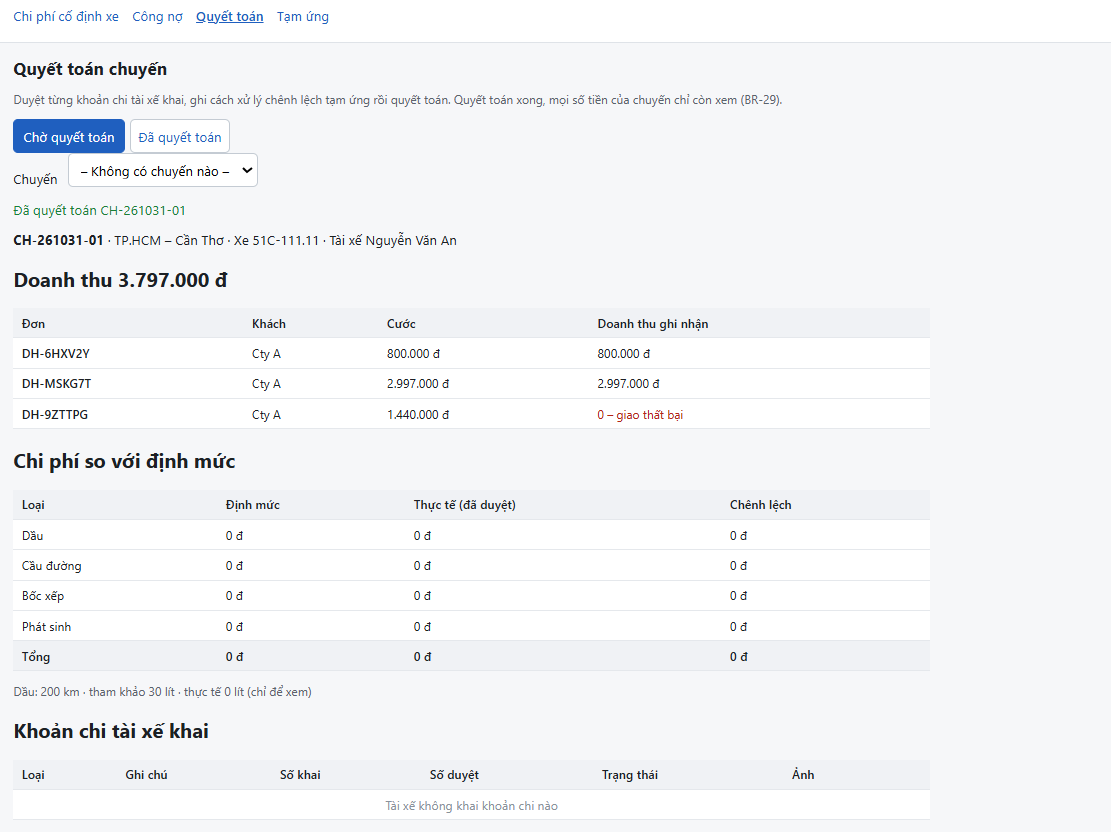 Chi phí cố định xe Công nợ Quyết toán Tạm ứng
Quyết toán chuyến
Duyệt từng khoản chi tài xế khai, ghi cách xử lý chênh lệch tạm ứng rồi quyết toán. Quyết toán xong, mọi số tiền của chuyến chỉ còn xem (BR-29).
Chờ quyết toán Đã quyết toán
Chuyến – Không có chuyến nào –
Đã quyết toán CH-261031-01
CH-261031-01 · TP.HCM – Cần Thơ · Xe 51C-111.11 · Tài xế Nguyễn Văn An
Doanh thu 3.797.000 đ
Đơn Khách Cước Doanh thu ghi nhận
DH-6HXV2Y Cty A 800.000 đ 800.000 đ
DH-MSKG7T Cty A 2.997.000 đ 2.997.000 đ
DH-9ZTTPG Cty A 1.440.000 đ 0 – giao thất bại
Chi phí so với định mức
Loại Định mức Thực tế (đã duyệt) Chênh lệch
Dầu 0 đ 0 đ 0 đ
Cầu đường 0 đ 0 đ 0 đ
Bốc xếp 0 đ 0 đ 0 đ
Phát sinh 0 đ 0 đ 0 đ
Tổng 0 đ 0 đ 0 đ
Dầu: 200 km · tham khảo 30 lít · thực tế 0 lít (chỉ để xem)
Khoản chi tài xế khai
Loại Ghi chú Số khai Số duyệt Trạng thái Ảnh
Tài xế không khai khoản chi nào